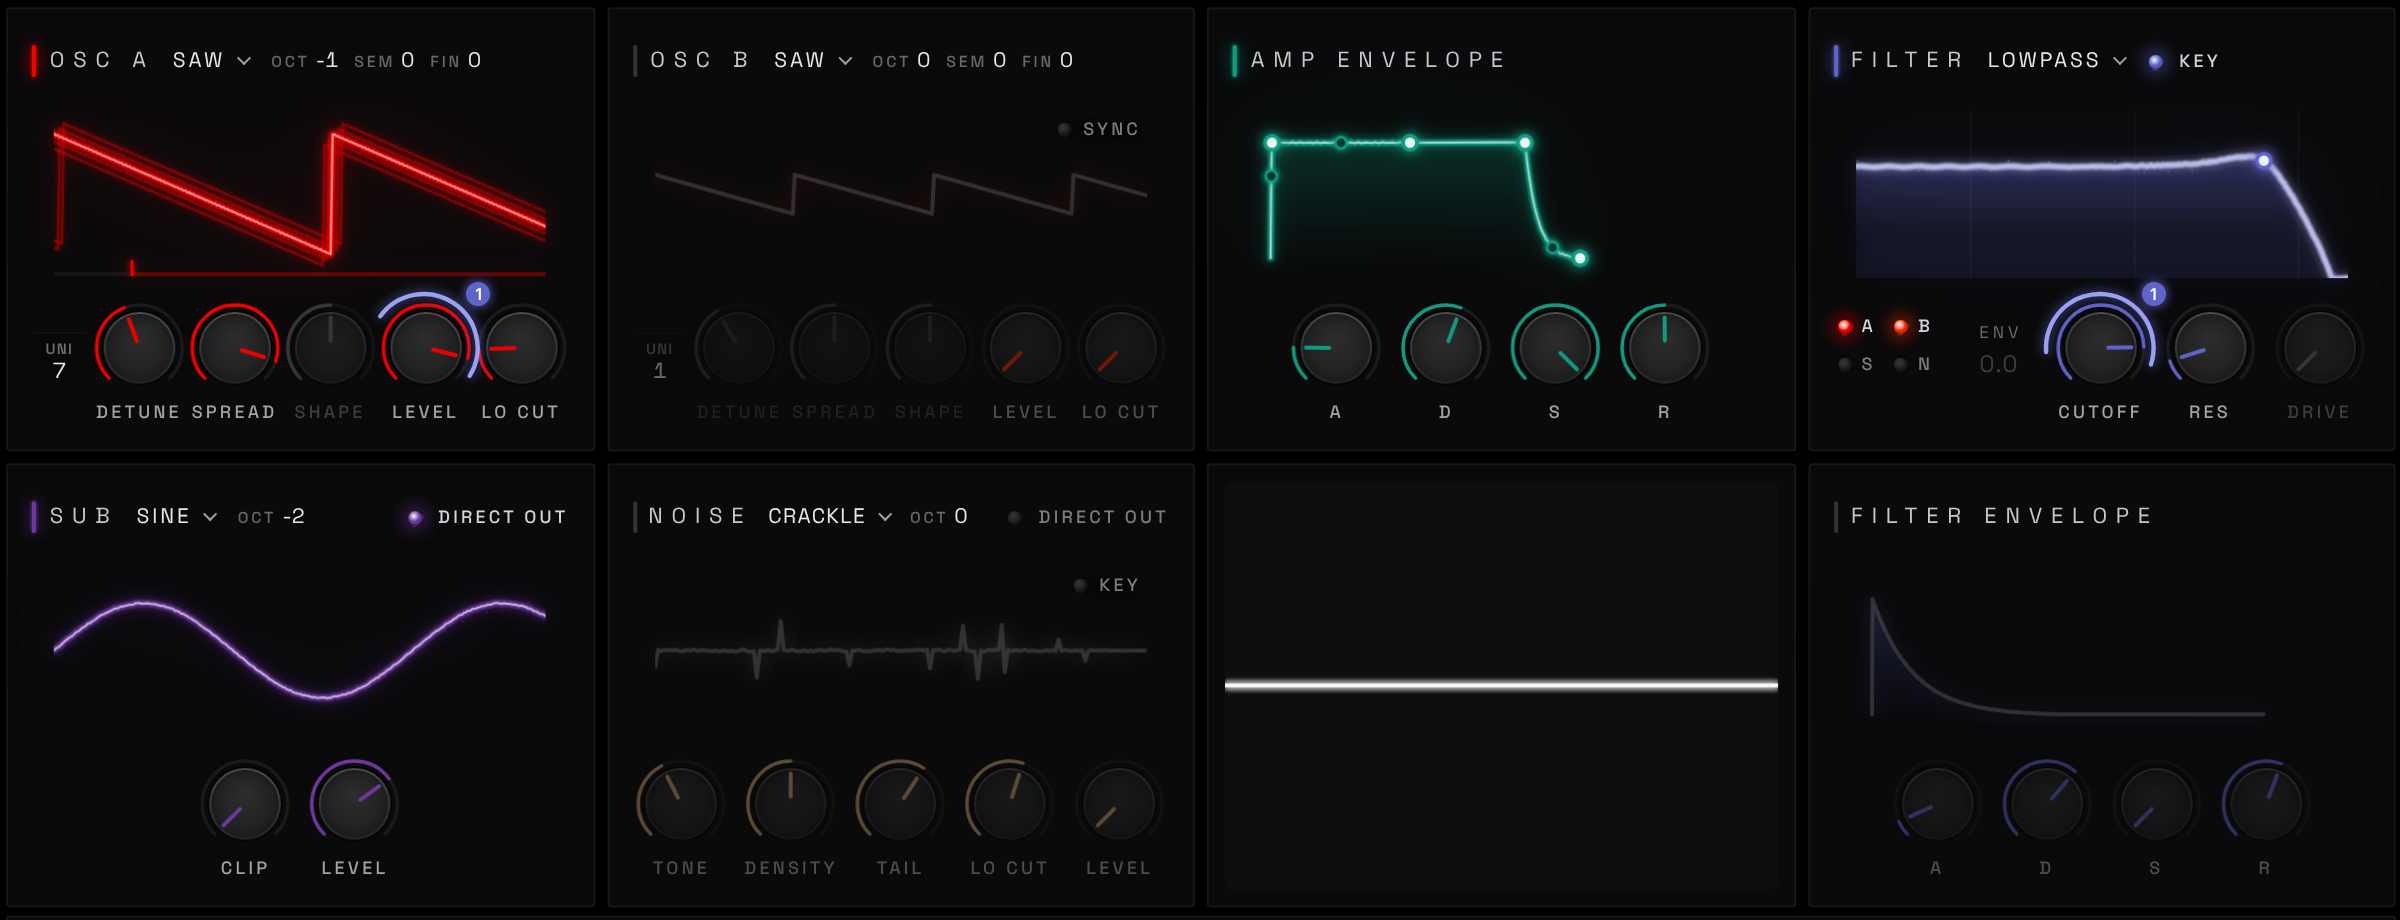 OSC A SAW OCT -1 SEM 0 FIN 0
UNI
7
1
DETUNE SPREAD SHAPE LEVEL LO CUT
OSC B SAW OCT 0 SEM 0 FIN 0
SYNC
UNI
1
DETUNE SPREAD SHAPE LEVEL LO CUT
AMP ENVELOPE
A D S R
FILTER LOWPASS KEY
1
A B
S N
ENV
0.0
CUTOFF RES DRIVE
SUB SINE OCT -2 DIRECT OUT
CLIP LEVEL
NOISE CRACKLE OCT 0 DIRECT OUT
KEY
TONE DENSITY TAIL LO CUT LEVEL
FILTER ENVELOPE
A D S R